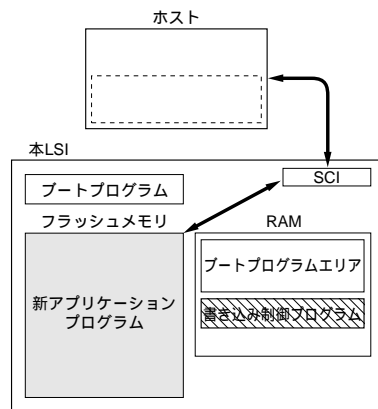 ホスト
本LSI
SCI
ブートプログラム
フラッシュメモリ
RAM
ブートプログラムエリア
新アプリケーション
プログラム
書き込み制御プログラム